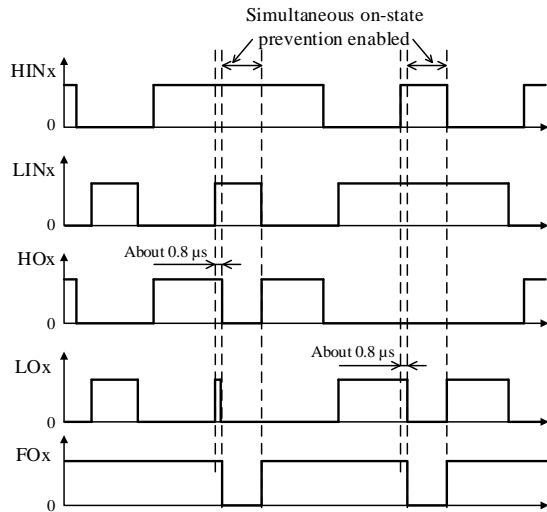 Simultaneous on-state
prevention enabled
HINx
0
LINx
0
About 0.8 µs
HOx
0
About 0.8 µs
LOx
0
FOx
0